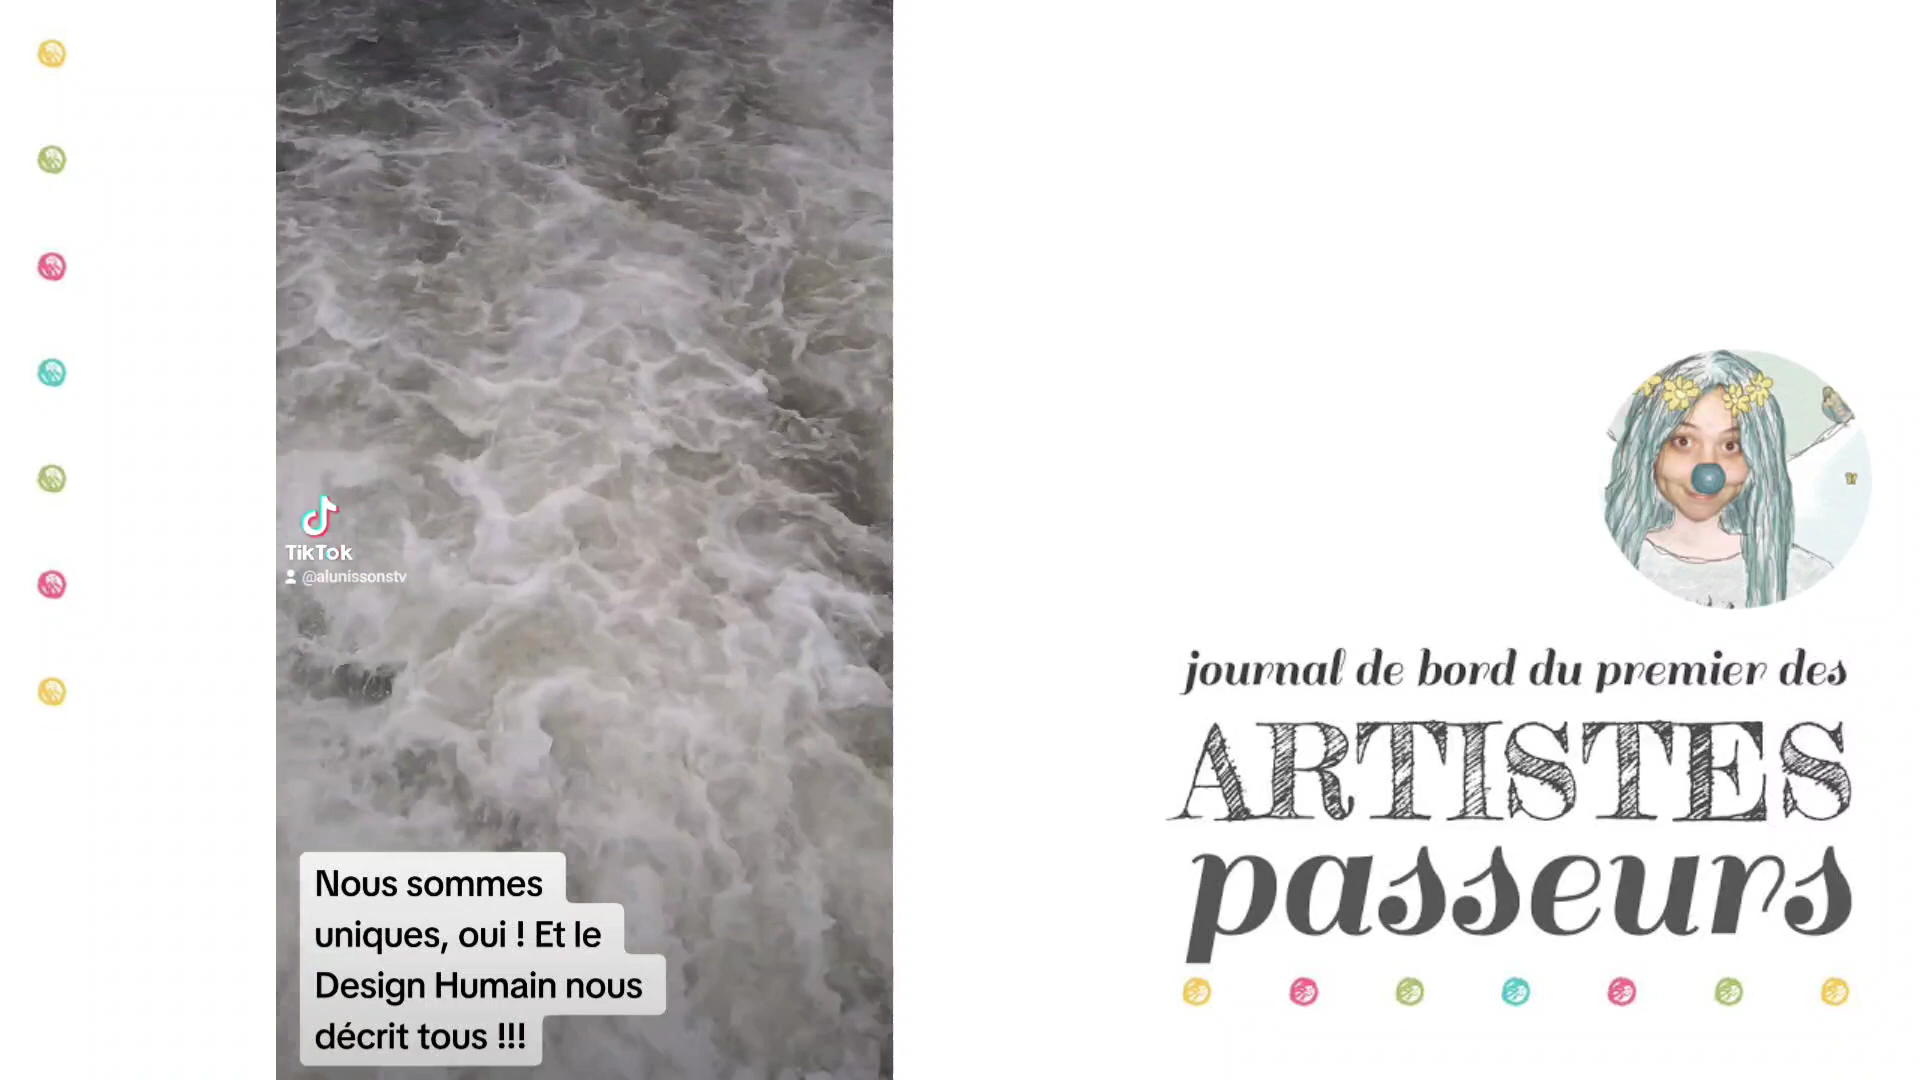 TikTok
@alunissonstv
Nous sommes
uniques, oui ! Et le
Design Humain nous
décrit tous !!!
journal de bord du premier des
ARTISTES
passeurs